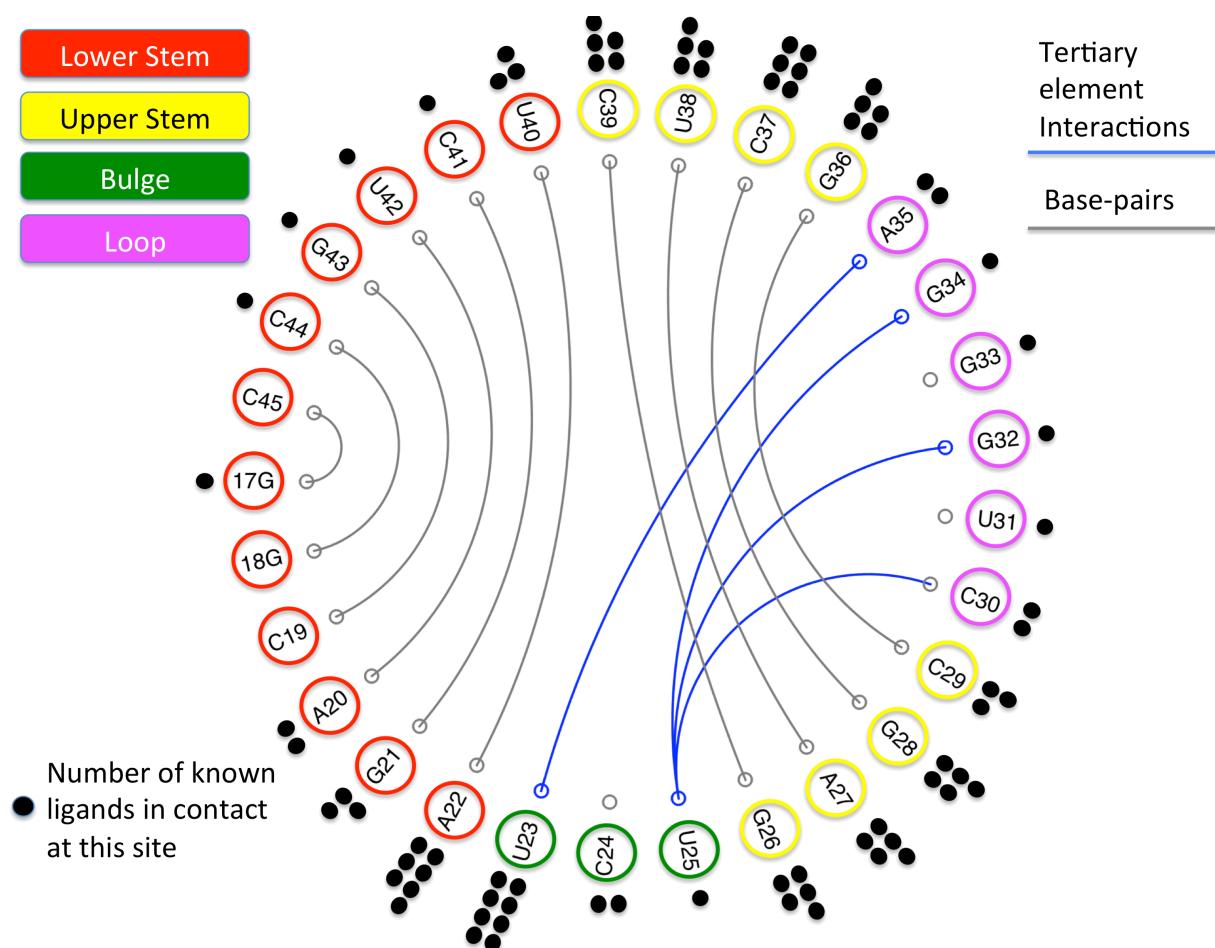 Lower Stem
Upper Stem
Bulge
Loop
Tertiary
element
Interactions
Base-pairs
C39
U38
C37
G36
A35
G34
G33
G32
U31
C30
C29
G28
A27
G26
U25
C24
U23
A22
G21
A20
C19
18G
17G
C45
C44
G43
U42
C41
U40
Number of known
ligands in contact
at this site